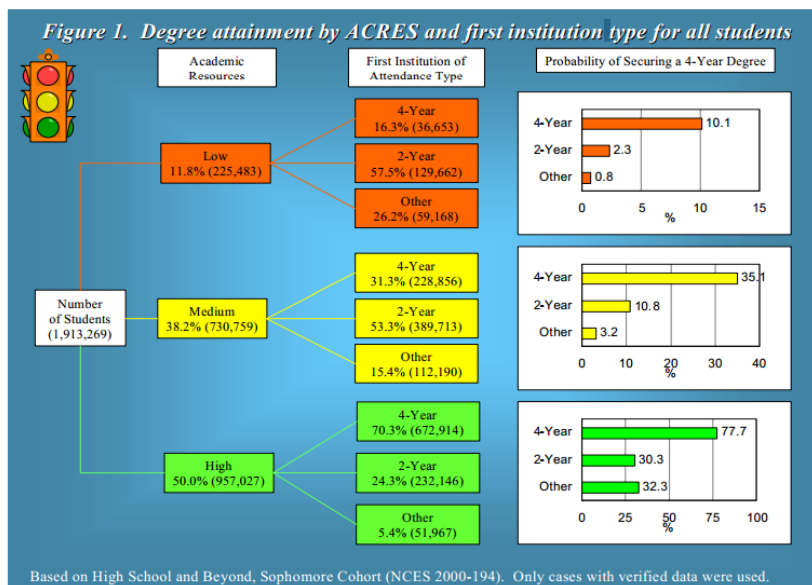 Figure 1. Degree attainment by ACRES and first institution type for all students
Academic
Resources
First Institution of
Attendance Type
Probability of Securing a 4-Year Degree
Number
of Students
(1,913,269)
Low
11.8% (225,483)
4-Year
16.3% (36,653)
2-Year
57.5% (129,662)
Other
26.2% (59,168)
4-Year
10.1
2-Year
2.3
Other
0.8
0
5
10
15
%
Medium
38.2% (730,759)
4-Year
31.3% (228,856)
2-Year
53.3% (389,713)
Other
15.4% (112,190)
4-Year
35.1
2-Year
10.8
Other
3.2
0
10
20
30
40
%
High
50.0% (957,027)
4-Year
70.3% (672,914)
2-Year
24.3% (232,146)
Other
5.4% (51,967)
4-Year
77.7
2-Year
30.3
Other
32.3
0
25
50
75
100
%
Based on High School and Beyond, Sophomore Cohort (NCES 2000-194). Only cases with verified data were used.